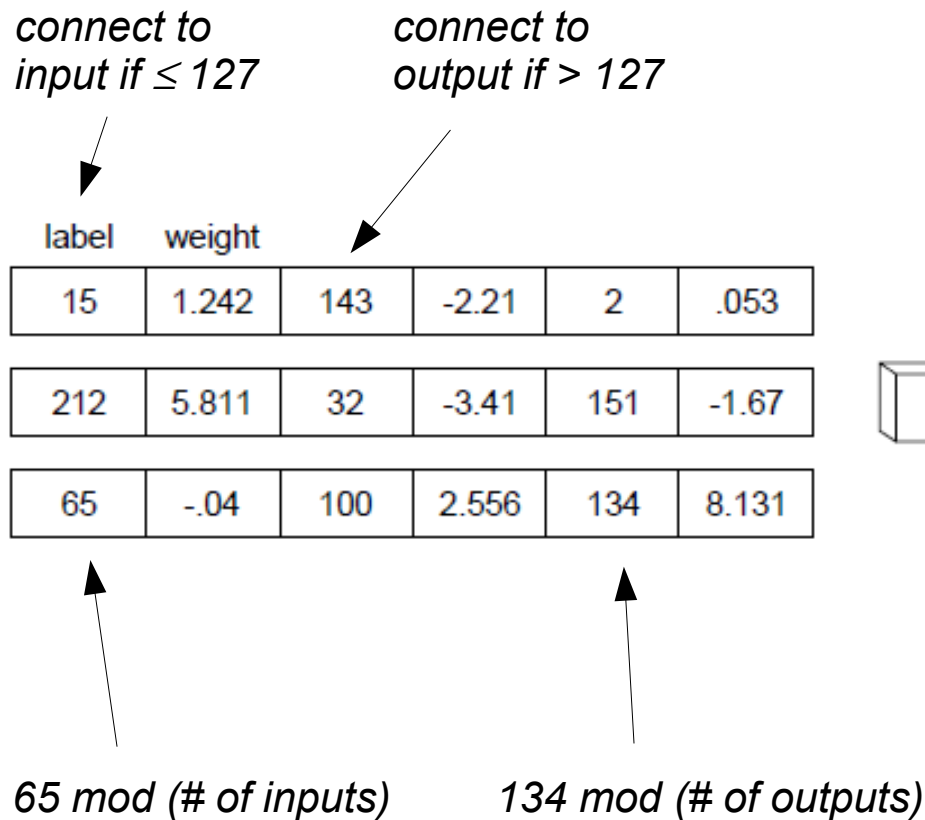 connect to
input if ≤ 127
connect to
output if > 127
label weight
15 1.242 143 -2.21 2 .053
212 5.811 32 -3.41 151 -1.67
65 -.04 100 2.556 134 8.131
65 mod (# of inputs)
134 mod (# of outputs)